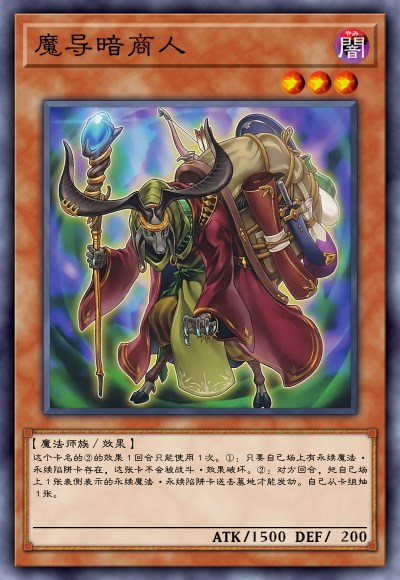 魔导暗商人
やみ
闇
【魔法师族／效果】
这个卡名的②的效果1回合只能使用1次。①：只要自己场上有永续魔法·
永续陷阱卡存在，这张卡不会被战斗·效果破坏。②：对方回合，把自己场
上1张表侧表示的永续魔法·永续陷阱卡送去墓地才能发动。自己从卡组抽
1张。
ATK/1500 DEF/ 200